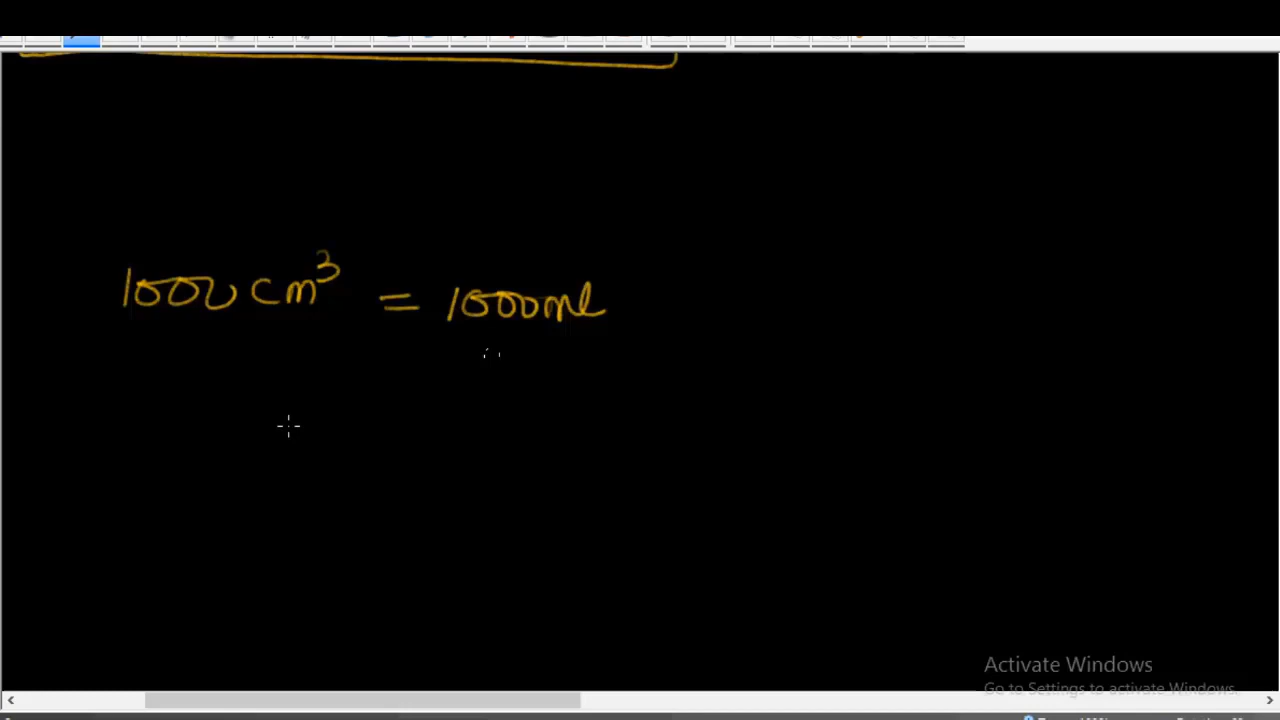 1000 cm³ = 1000ml
Activate Windows
Go to Settings to activate Windows.